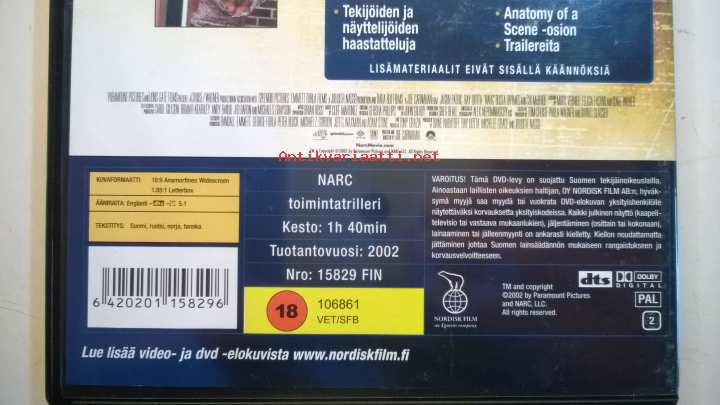 • Tekijöiden ja
näyttelijöiden
haastatteluja
• Anatomy of a
Scene -osion
• Trailereita
LISÄMATERIAALIT EIVÄT SISÄLLÄ KÄÄNNÖKSIÄ
NarcMovie.com
Antikvariaatti.net
KUVAFORMAATTI: 16:9 Anamorfinen Widescreen
1.85:1 Letterbox
ÄÄNIRAITA: Englanti 5.1
TEKSTITYS: Suomi, ruotsi, norja, tanska.
6 420201 158296
NARC
toimintatrilleri
Kesto: 1h 40min
Tuotantovuosi: 2002
Nro: 15829 FIN
18
106861
VET/SFB
VAROITUS! Tämä DVD-levy on suojattu Suomen tekijäinoikeuslailla.
Ainoastaan laillisten oikeuksien haltijan, OY NORDISK FILM AB:n, hyväk-
symiä myyjä saa myydä tai vuokrata DVD-elokuvan yksityishenkilölle
näytettäväksi korvauksetta yksityiskodeissa. Kaikki julkinen näyttö (kaapeli-
televisio tai vastaava mukaanlukien), jäljentäminen (osittain tai kokonaan),
lainaaminen tai jälleenmyynti on ankarasti kielletty. Kiellon noudattamatta
jättäminen johtaa Suomen lainsäädännön mukaiseen rangaistukseen ja
korvausvelvoitteeseen.
NORDISK FILM
an Egmont company
TM and copyright
©2002 by Paramount Pictures
and NARC, LLC.
All rights reserved.
dts
DOLBY
DIGITAL
PAL
2
Lue lisää video- ja dvd -elokuvista www.nordiskfilm.fi